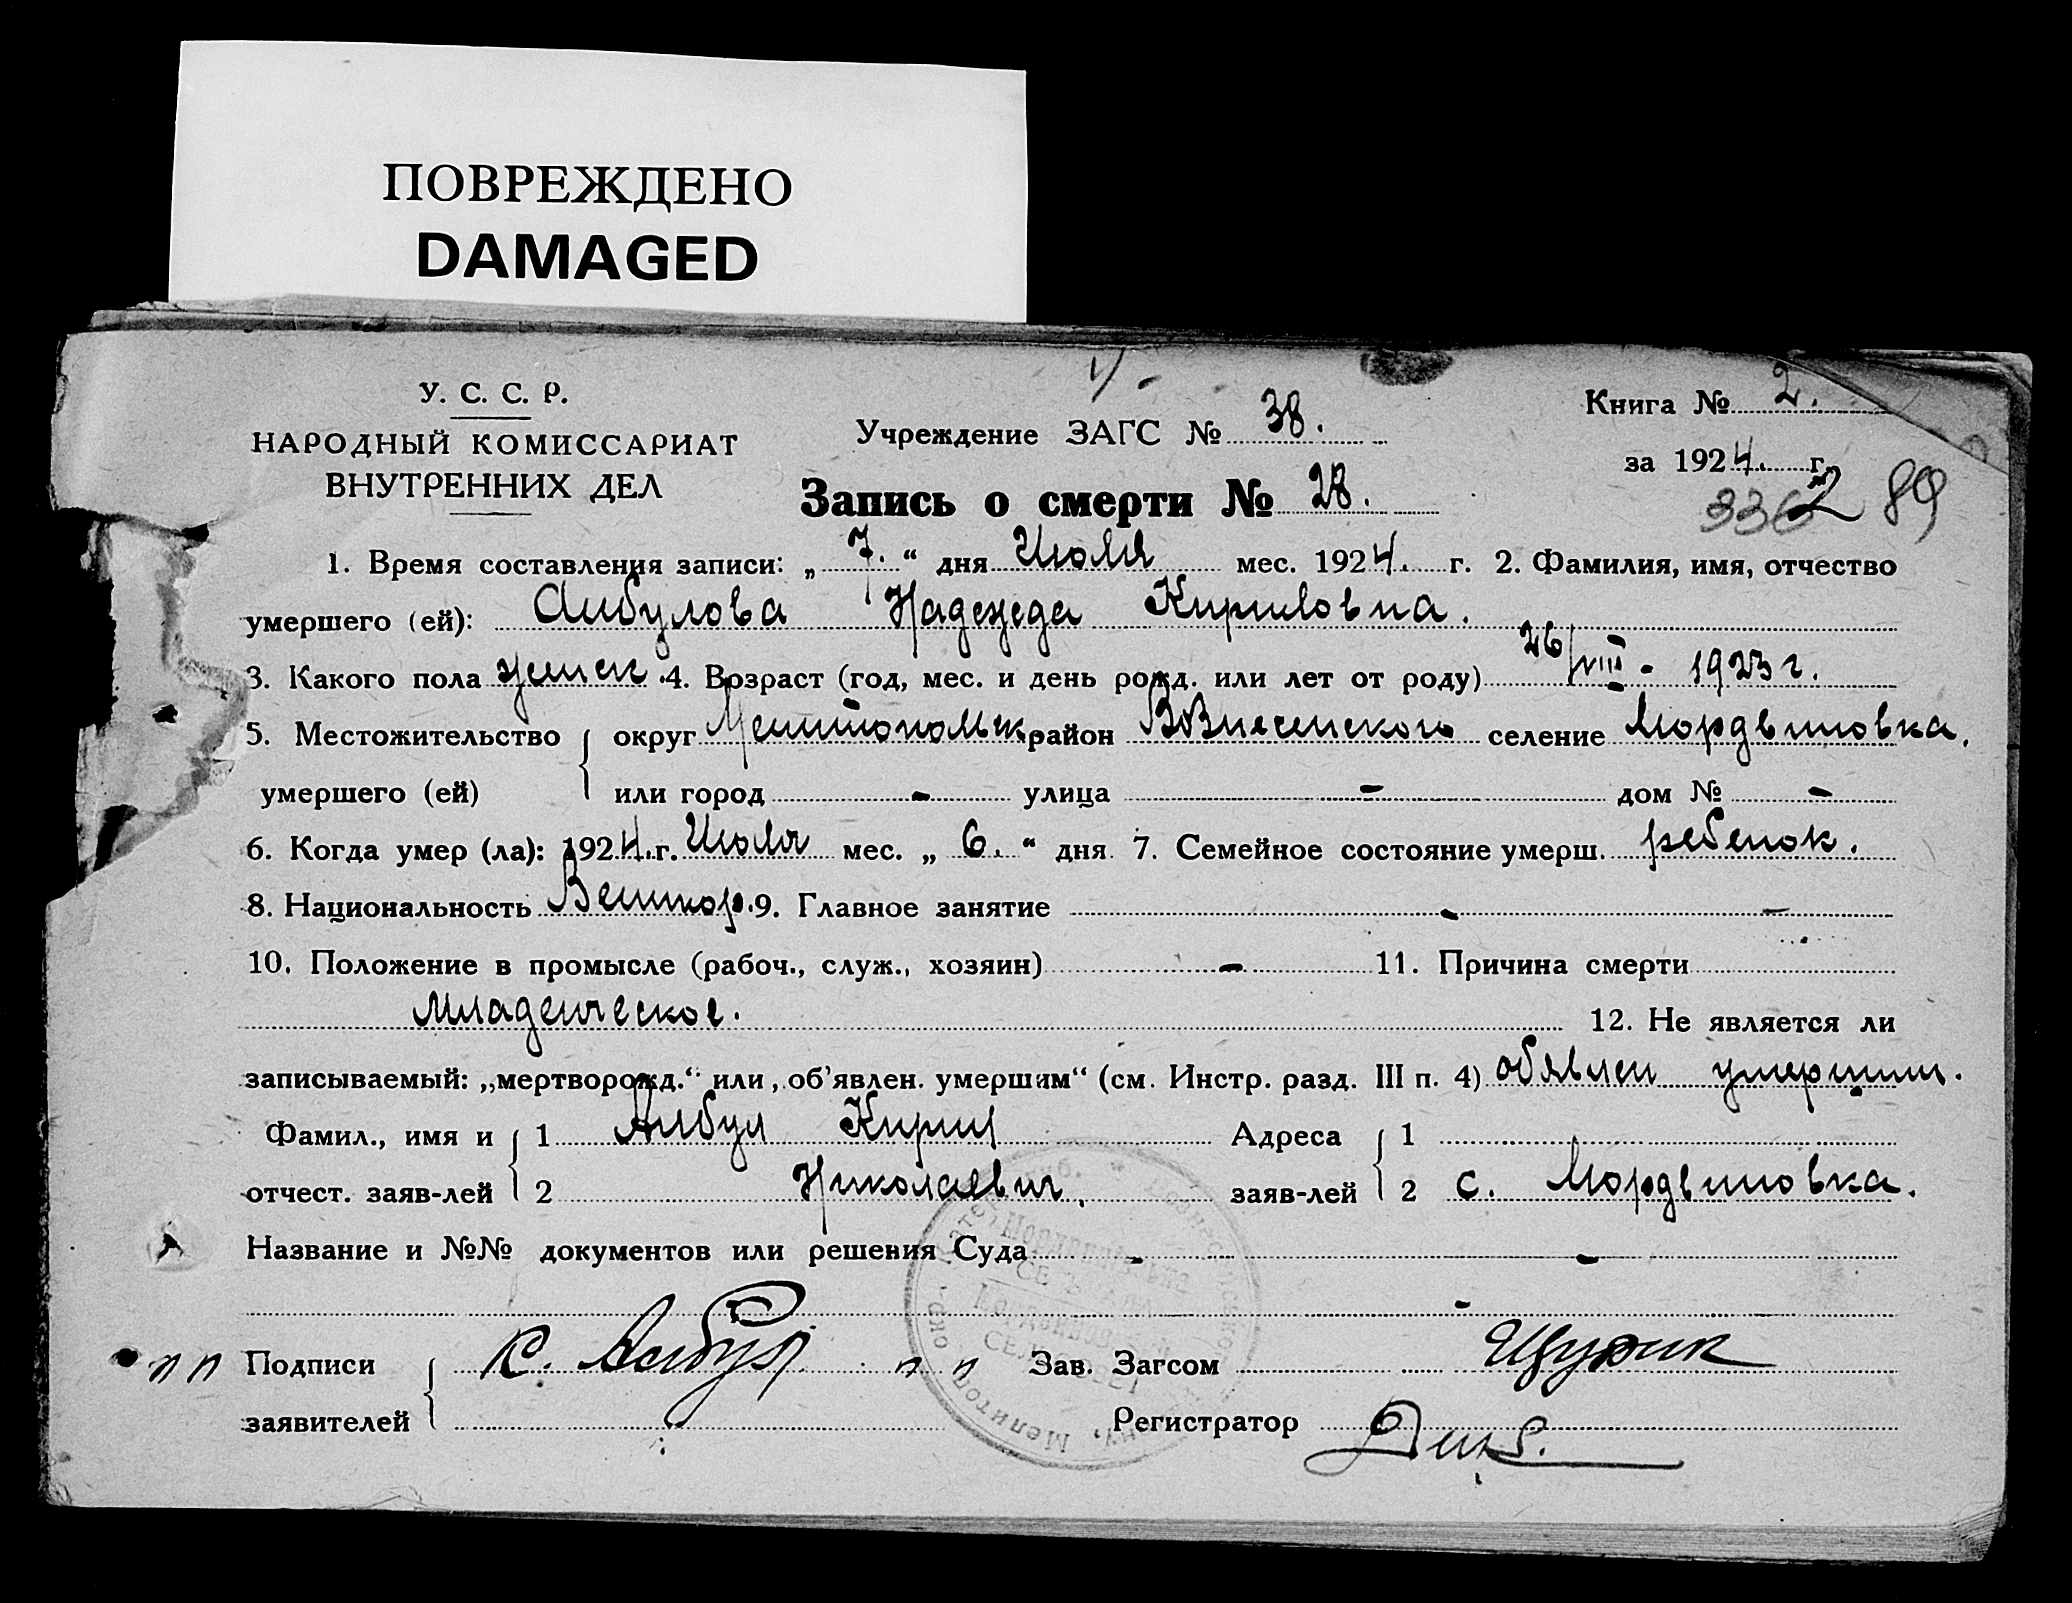 ПОВРЕЖДЕНО
DAMAGED
У. С. С. Р.
НАРОДНЫЙ КОМИССАРИАТ
ВНУТРЕННИХ ДЕЛ
Учреждение ЗАГС № 38.
Книга № 2.
за 1924. г.
Запись о смерти № 28.
336 2 89
1. Время составления записи: „ 7. “ дня Июля мес. 1924. г. 2. Фамилия, имя, отчество
умершего (ей): Албулова Надежда Кириловна.
3. Какого пола женск. 4. Возраст (год, мес. и день рожд. или лет от роду) 26/VIII - 1923 г.
5. Местожительство округ Мелитопольск район Вознесенского селение Мордвиновка.
умершего (ей) или город - улица - дом № -
6. Когда умер (ла): 1924. г. Июля мес. „ 6. “ дня 7. Семейное состояние умерш. ребенок.
8. Национальность 9. Главное занятие - -
10. Положение в промысле (рабоч., служ., хозяин) - 11. Причина смерти
Младенческое. 12. Не является ли
записываемый: „мертворожд.“ или „об’явлен. умершим“ (см. Инстр. разд. III п. 4) обявлен умершим.
Фамил., имя и 1 Албул Кирил Адреса 1
отчест. заяв-лей 2 Николаевич. заяв-лей 2 с. Мордвиновка.
Название и №№ документов или решения Суда - -
-
п п Подписи К. Албул п п Зав. Загсом Щурик
заявителей Регистратор